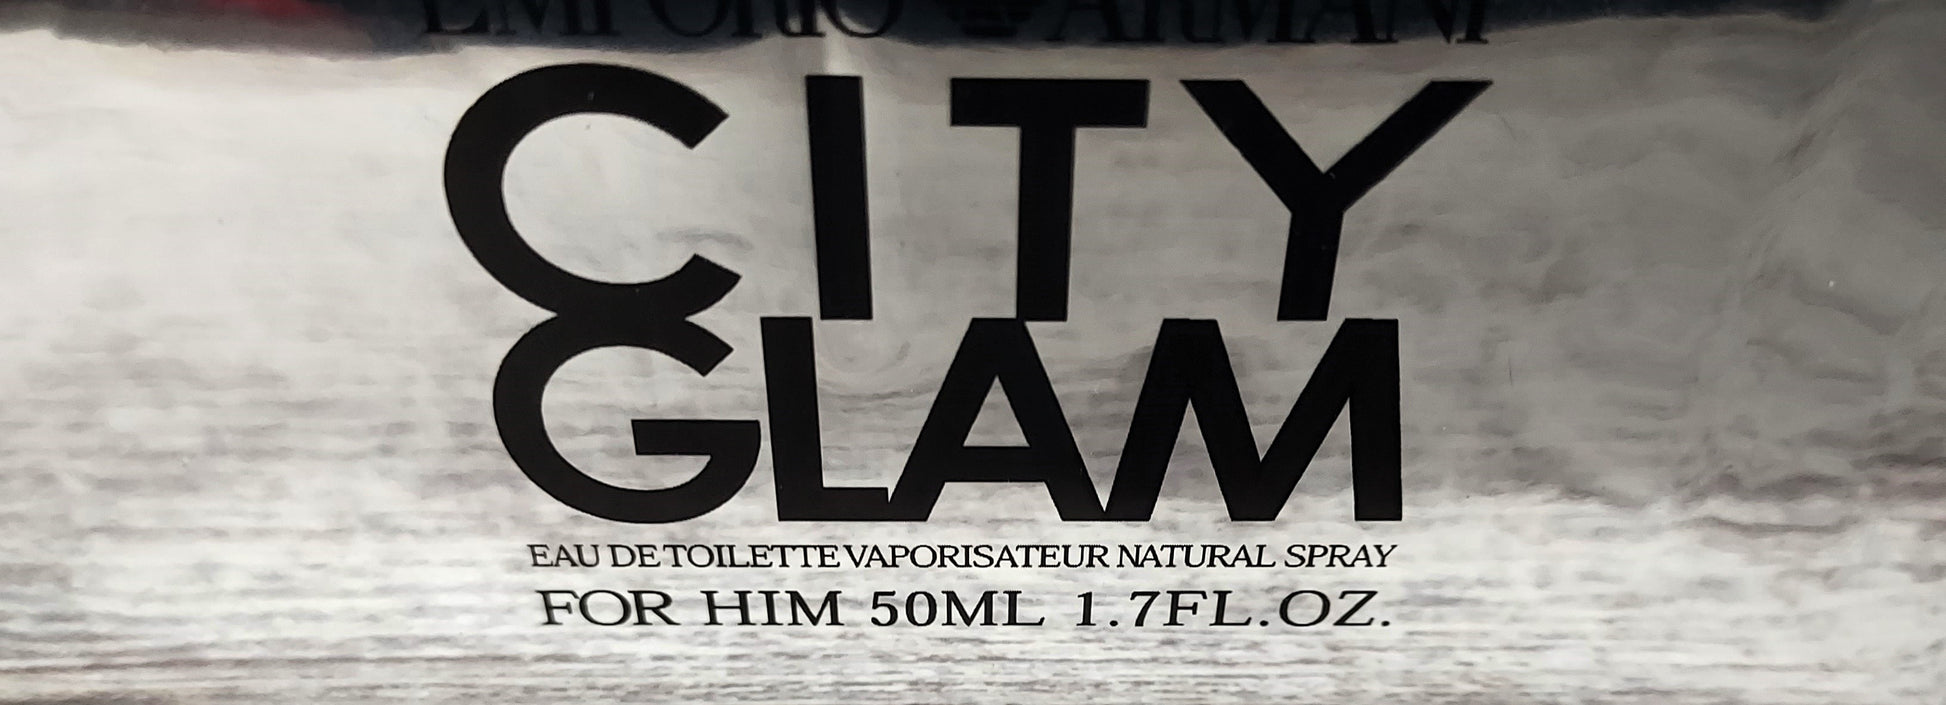 EMPORIO ARMANI
CITY
GLAM
EAU DE TOILETTE VAPORISATEUR NATURAL SPRAY
FOR HIM 50ML 1.7FL.OZ.